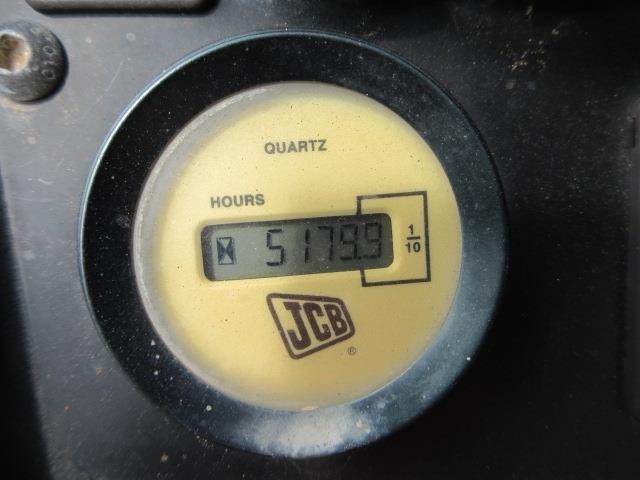 QUARTZ
HOURS
5179.9
1/10
JCB
®